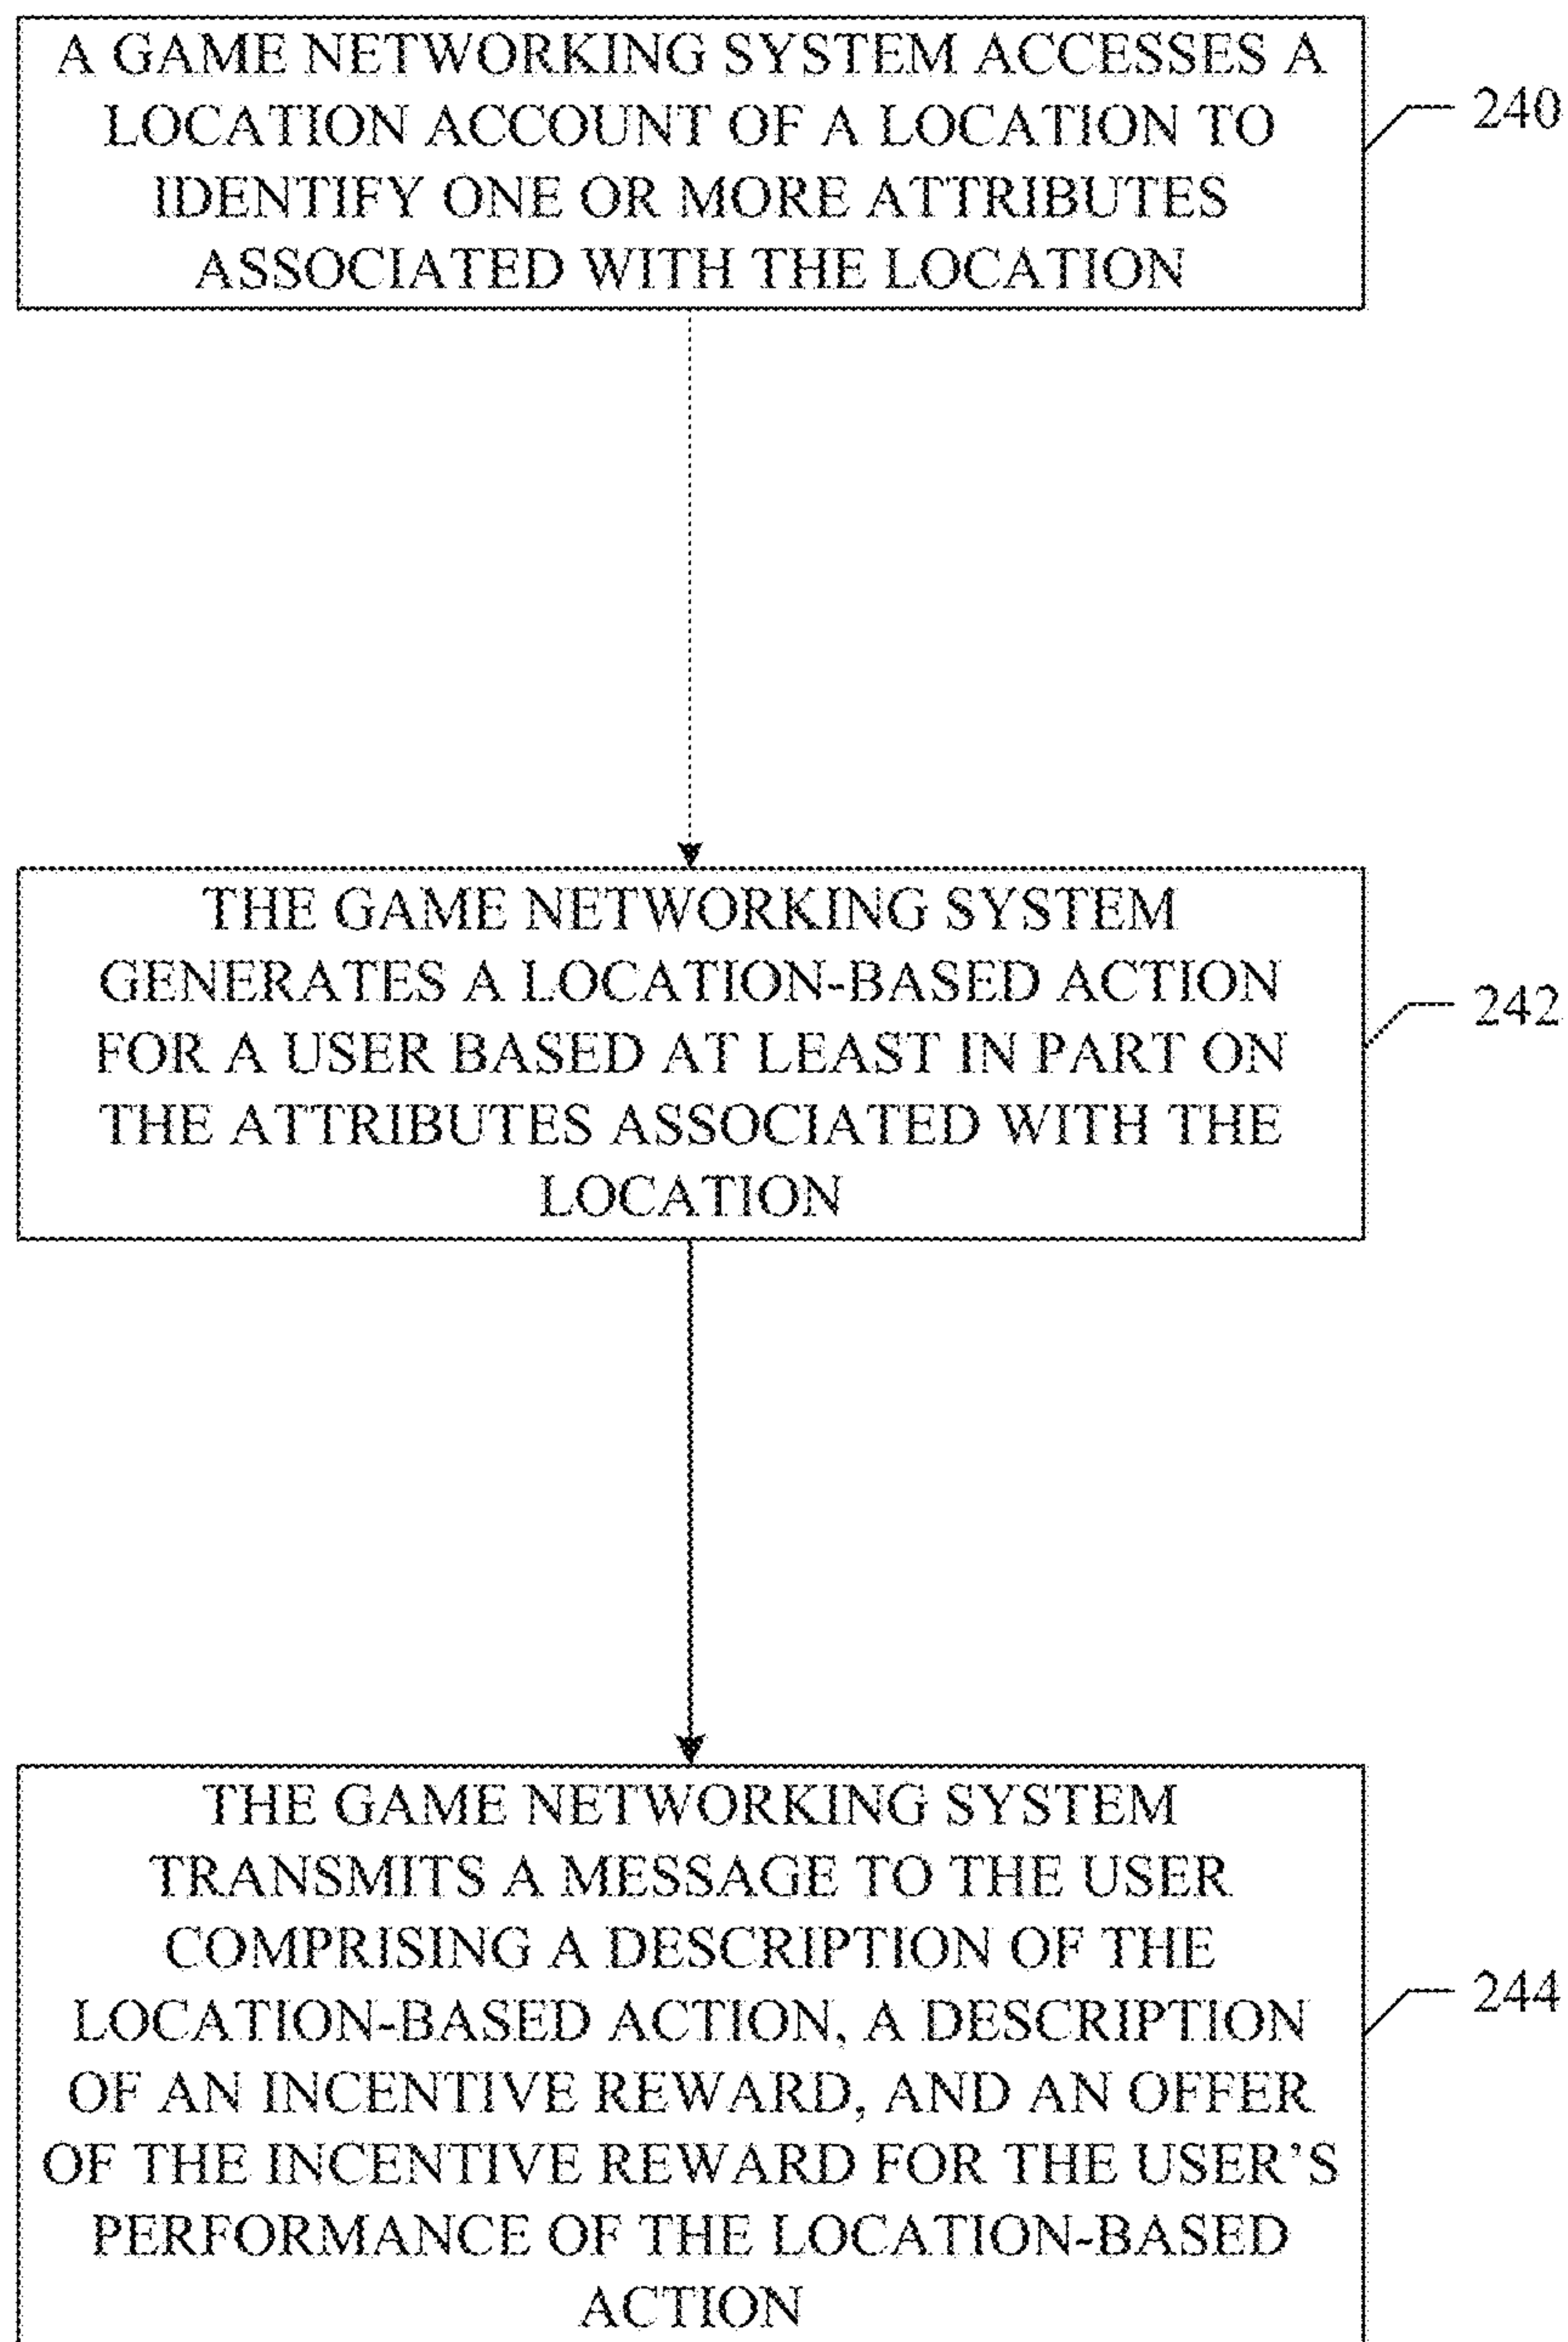 A GAME NETWORKING SYSTEM ACCESSES A
LOCATION ACCOUNT OF A LOCATION TO
IDENTIFY ONE OR MORE ATTRIBUTES
ASSOCIATED WITH THE LOCATION
240
THE GAME NETWORKING SYSTEM
GENERATES A LOCATION-BASED ACTION
FOR A USER BASED AT LEAST IN PART ON
THE ATTRIBUTES ASSOCIATED WITH THE
LOCATION
242
THE GAME NETWORKING SYSTEM
TRANSMITS A MESSAGE TO THE USER
COMPRISING A DESCRIPTION OF THE
LOCATION-BASED ACTION, A DESCRIPTION
OF AN INCENTIVE REWARD, AND AN OFFER
OF THE INCENTIVE REWARD FOR THE USER’S
PERFORMANCE OF THE LOCATION-BASED
ACTION
244